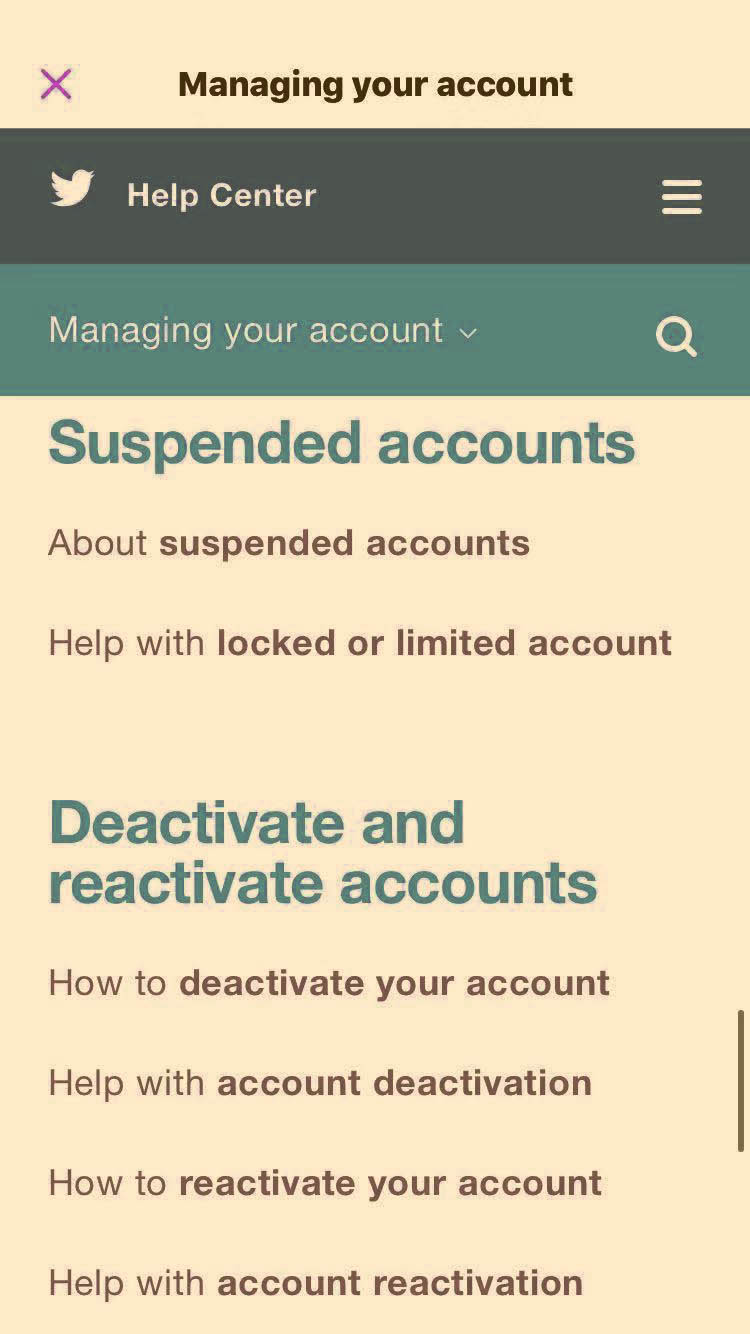 Managing your account
Help Center
Managing your account
Suspended accounts
About suspended accounts
Help with locked or limited account
Deactivate and
reactivate accounts
How to deactivate your account
Help with account deactivation
How to reactivate your account
Help with account reactivation